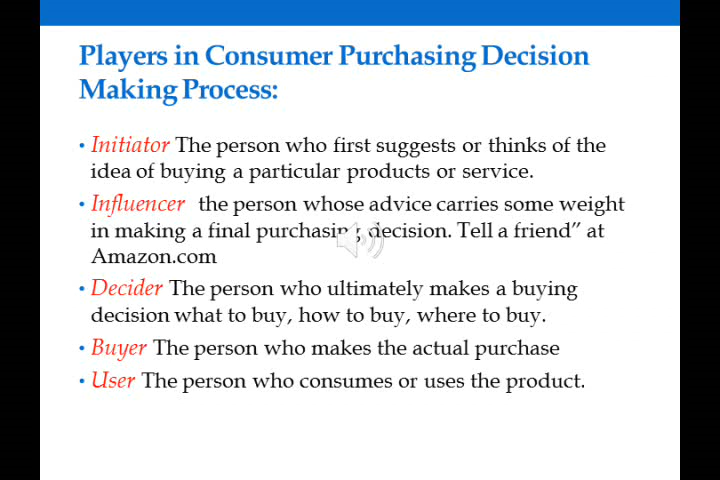 Players in Consumer Purchasing Decision
Making Process:
• Initiator The person who first suggests or thinks of the
idea of buying a particular products or service.
• Influencer the person whose advice carries some weight
in making a final purchasing decision. Tell a friend” at
Amazon.com
• Decider The person who ultimately makes a buying
decision what to buy, how to buy, where to buy.
• Buyer The person who makes the actual purchase
• User The person who consumes or uses the product.